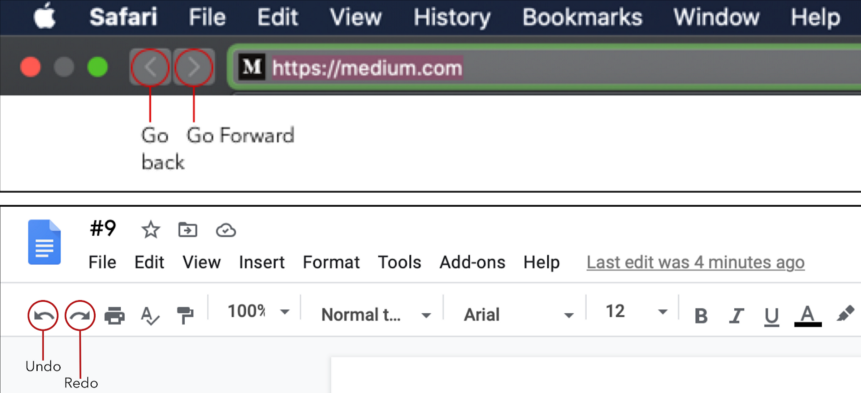 Safari File Edit View History Bookmarks Window Help
M https://medium.com
Go Go Forward
back
#9
File Edit View Insert Format Tools Add-ons Help Last edit was 4 minutes ago
100% Normal t... Arial 12 B I U A
Undo
Redo